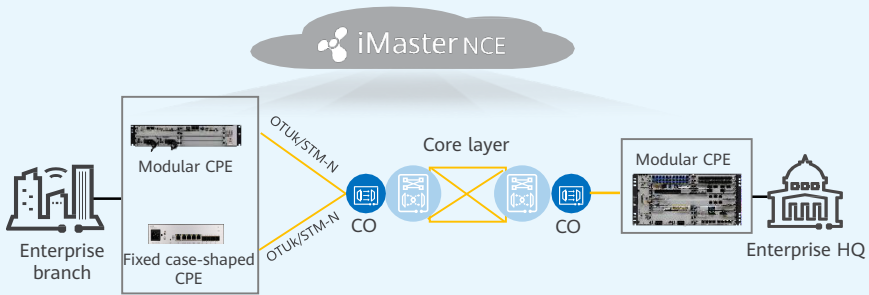 iMaster NCE
Modular CPE
OTUk/STM-N
Core layer
Modular CPE
CO
CO
OTUk/STM-N
Enterprise
branch
Fixed case-shaped
CPE
Enterprise HQ